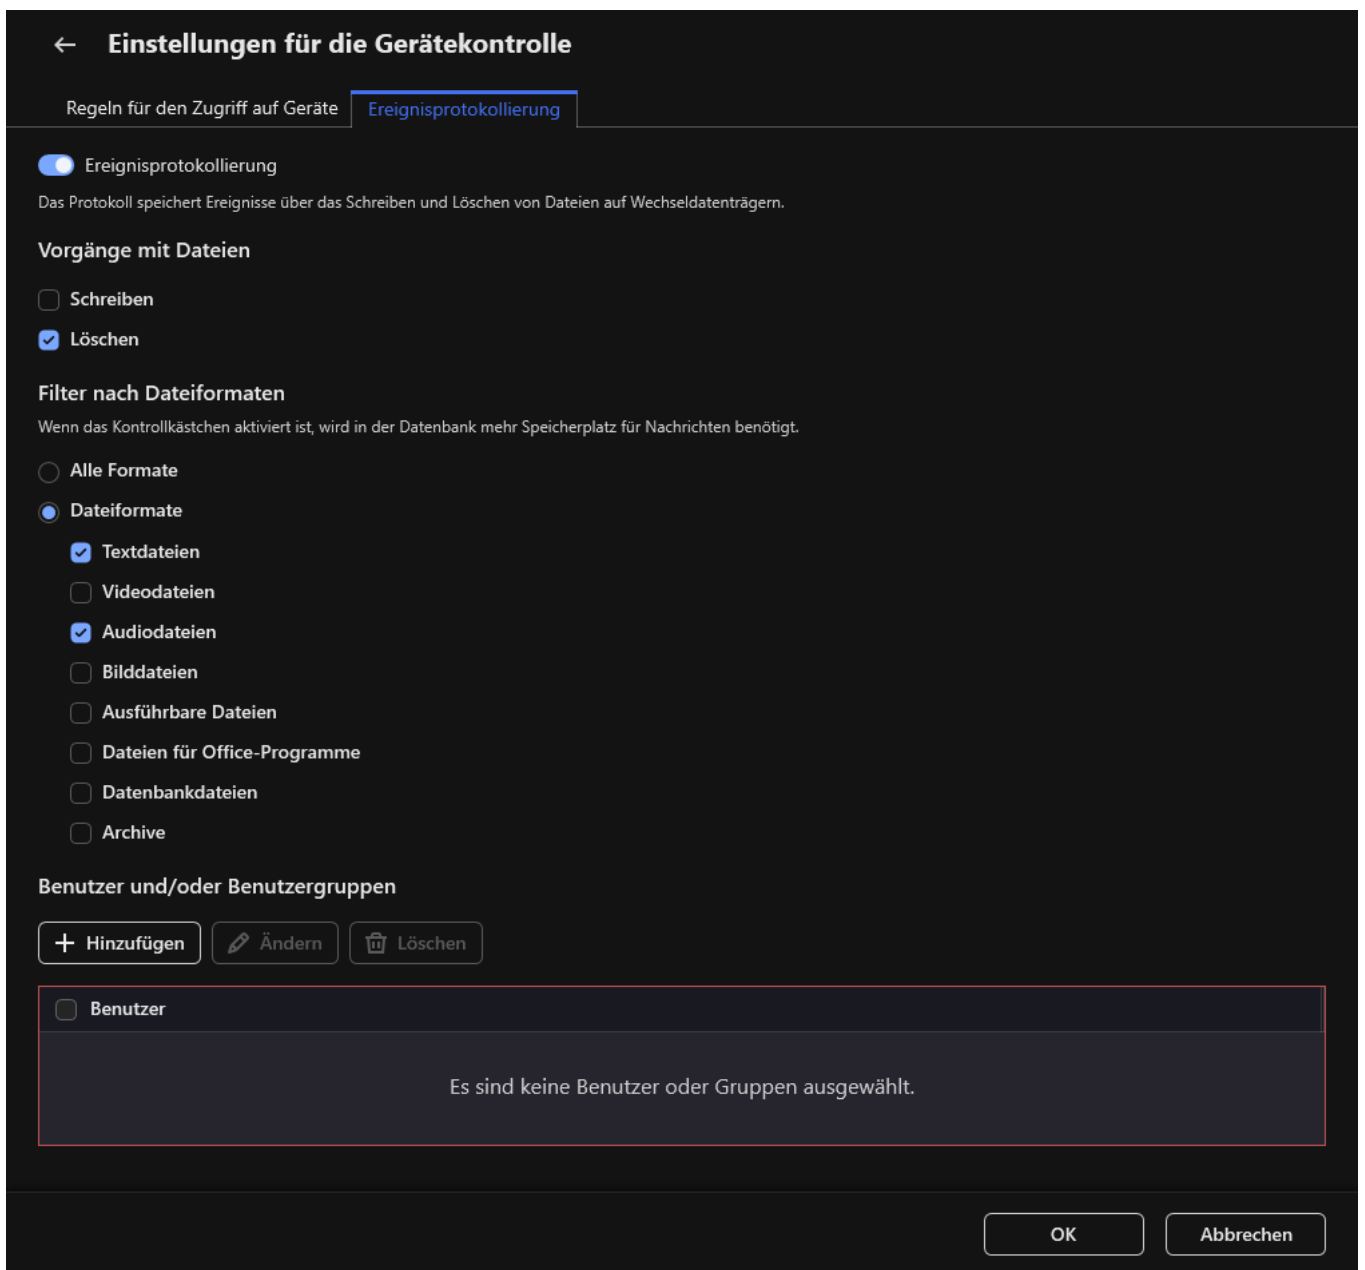 Einstellungen für die Gerätekontrolle
Regeln für den Zugriff auf Geräte
Ereignisprotokollierung
Ereignisprotokollierung
Das Protokoll speichert Ereignisse über das Schreiben und Löschen von Dateien auf Wechseldatenträgern.
Vorgänge mit Dateien
Schreiben
Löschen
Filter nach Dateiformaten
Wenn das Kontrollkästchen aktiviert ist, wird in der Datenbank mehr Speicherplatz für Nachrichten benötigt.
Alle Formate
Dateiformate
Textdateien
Videodateien
Audiodateien
Bilddateien
Ausführbare Dateien
Dateien für Office-Programme
Datenbankdateien
Archive
Benutzer und/oder Benutzergruppen
Hinzufügen
Ändern
Löschen
Benutzer
Es sind keine Benutzer oder Gruppen ausgewählt.
OK
Abbrechen